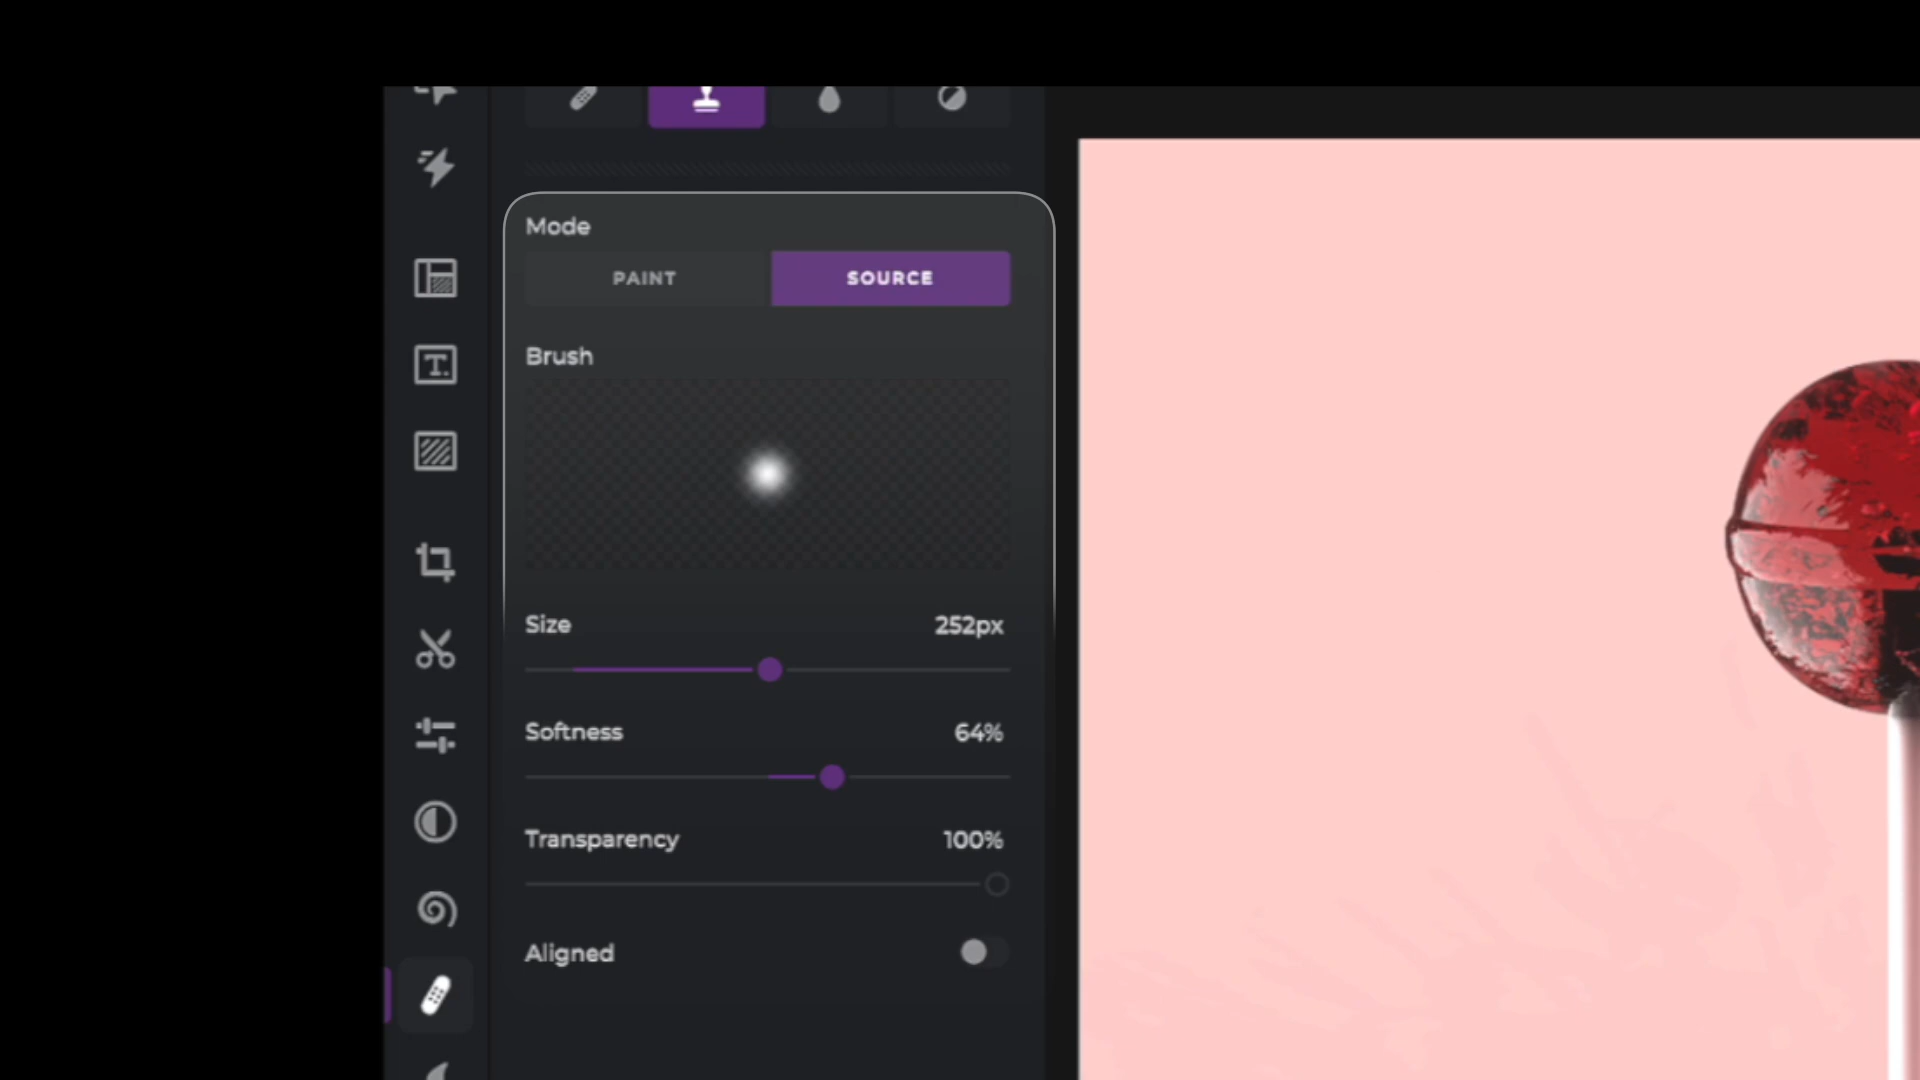 Mode
PAINT SOURCE
Brush
Size 252px
Softness 64%
Transparency 100%
Aligned